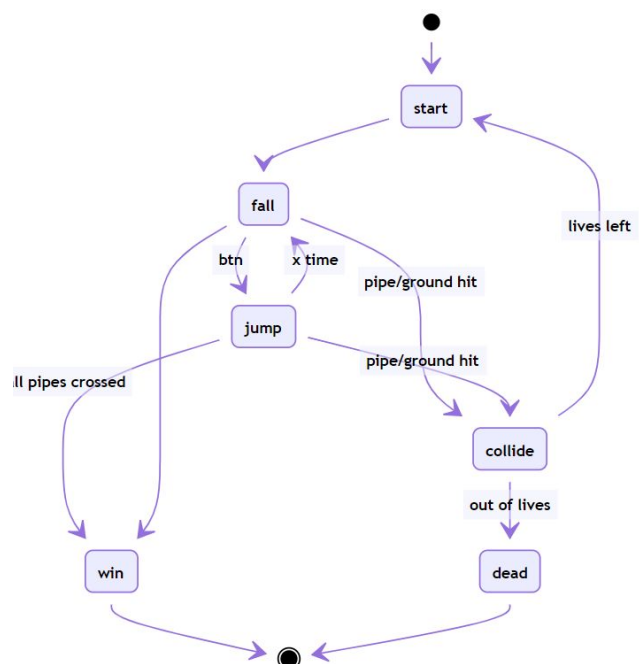 start
fall
lives left
btn
x time
pipe/ground hit
jump
pipe/ground hit
ll pipes crossed
collide
out of lives
win
dead